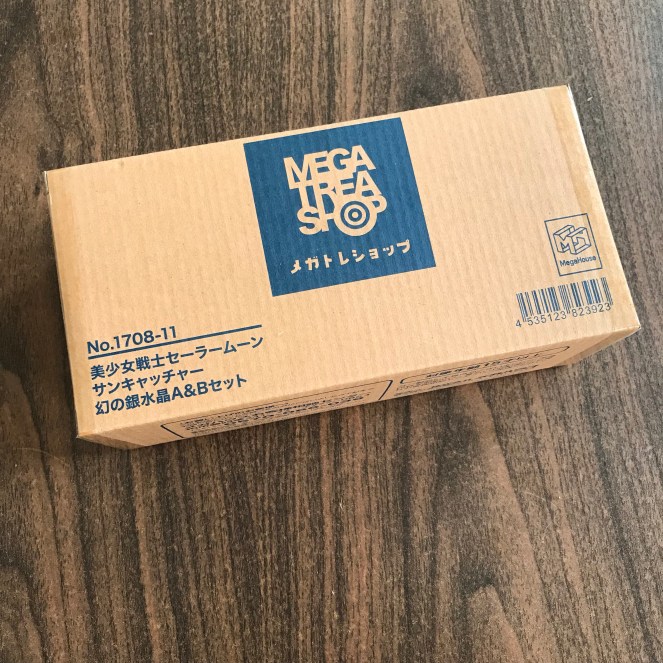 MEGA
TREA
SHOP
メガトレショップ
MegaHouse
4 535123 823923
No.1708-11
美少女戦士セーラームーン
サンキャッチャー
幻の銀水晶A&Bセット